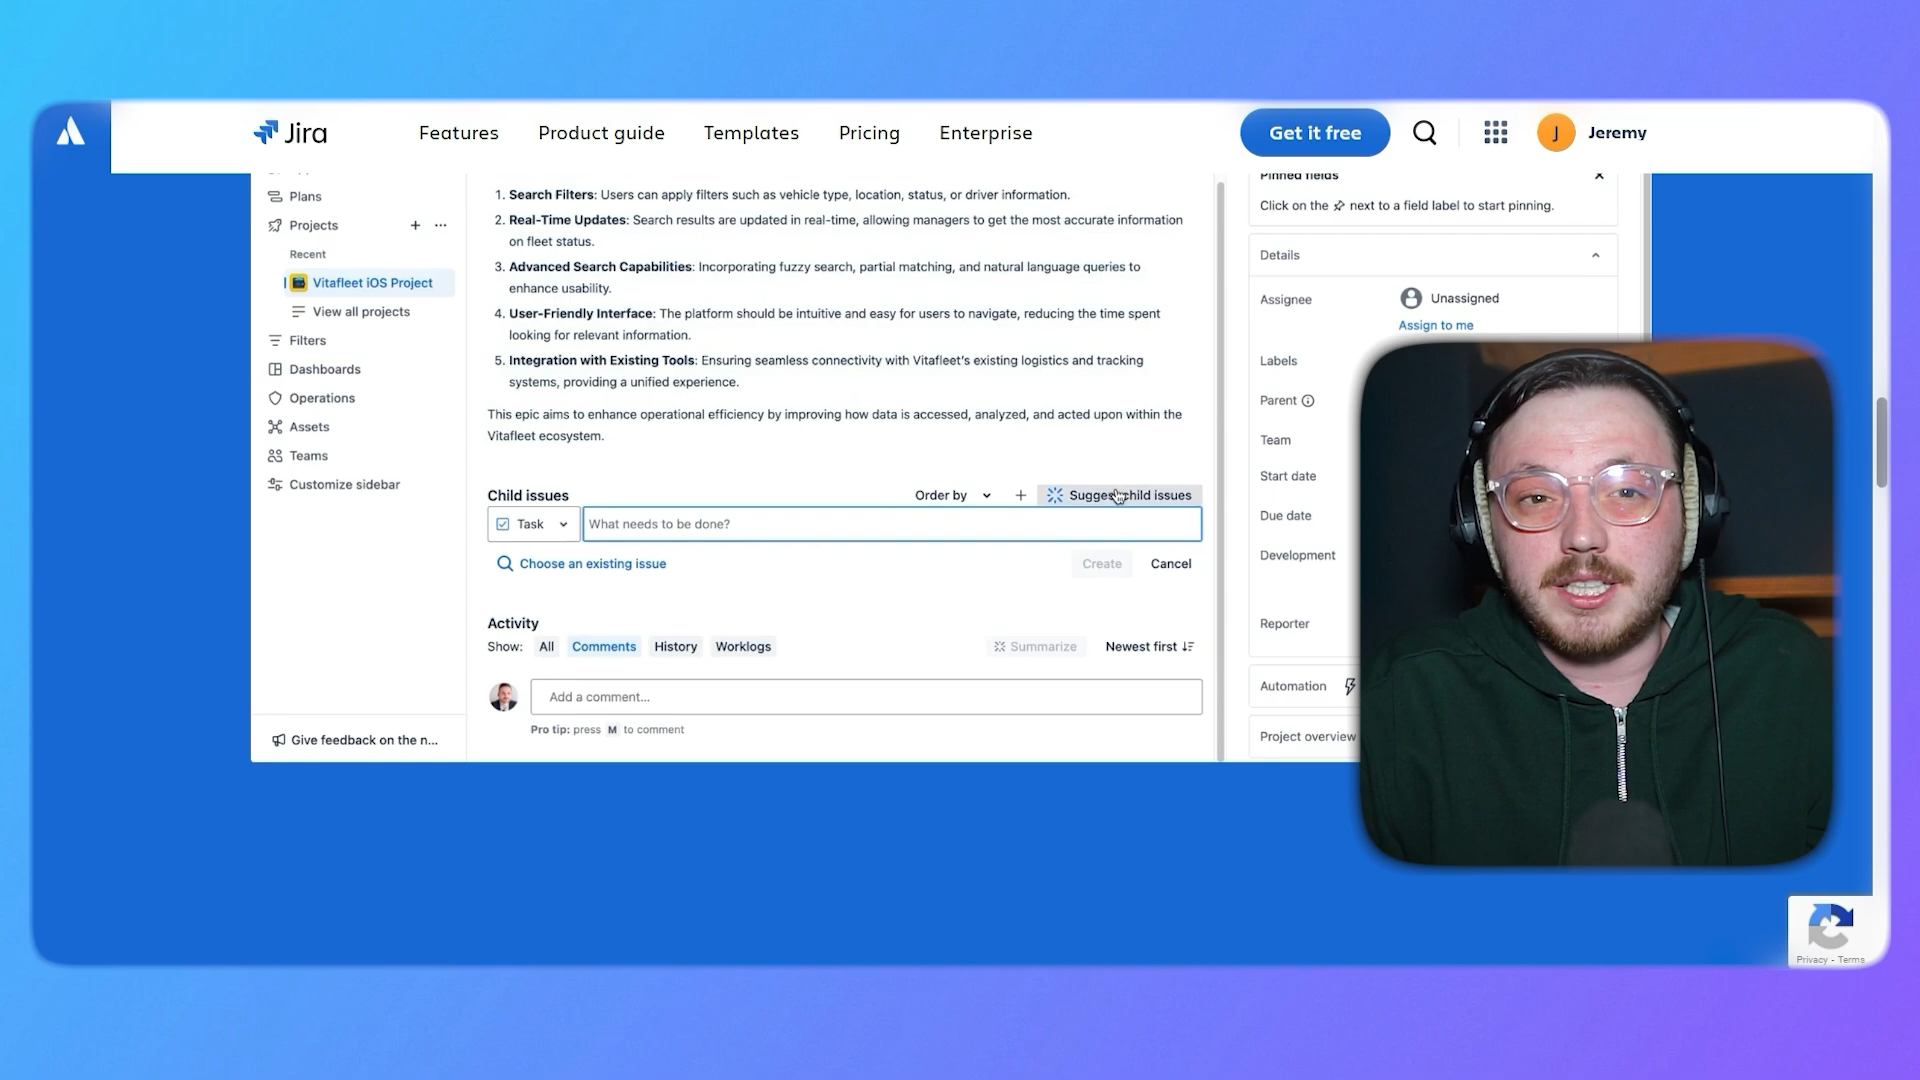 Jira
Features
Product guide
Templates
Pricing
Enterprise
Get it free
J
Jeremy
Plans
Projects
Recent
Vitafleet iOS Project
View all projects
Filters
Dashboards
Operations
Assets
Teams
Customize sidebar
Give feedback on the n...
1. Search Filters: Users can apply filters such as vehicle type, location, status, or driver information.
2. Real-Time Updates: Search results are updated in real-time, allowing managers to get the most accurate information
on fleet status.
3. Advanced Search Capabilities: Incorporating fuzzy search, partial matching, and natural language queries to
enhance usability.
4. User-Friendly Interface: The platform should be intuitive and easy for users to navigate, reducing the time spent
looking for relevant information.
5. Integration with Existing Tools: Ensuring seamless connectivity with Vitafleet's existing logistics and tracking
systems, providing a unified experience.
This epic aims to enhance operational efficiency by improving how data is accessed, analyzed, and acted upon within the
Vitafleet ecosystem.
Child issues
Order by
Suggest child issues
Task
What needs to be done?
Choose an existing issue
Create
Cancel
Activity
Show:
All
Comments
History
Worklogs
Summarize
Newest first
Add a comment...
Pro tip: press M to comment
Pinned fields
Click on the next to a field label to start pinning.
Details
Assignee
Unassigned
Assign to me
Labels
Parent
Team
Start date
Due date
Development
Reporter
Automation
Project overview
Privacy - Terms